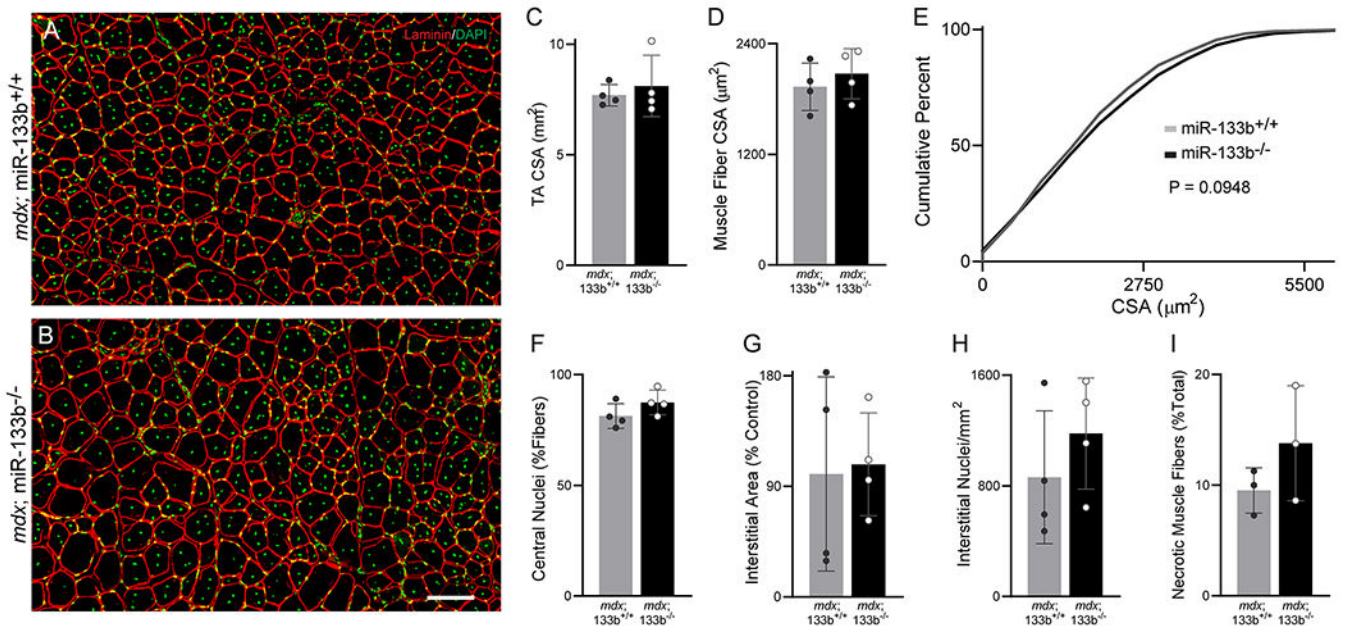 A
Laminin/DAPI
mdx; miR-133b+/+
B
mdx; miR-133b-/-
C
TA CSA (mm2)
10
5
0
mdx; mdx;
133b+/+ 133b-/-
D
Muscle Fiber CSA (μm2)
2400
1200
0
mdx; mdx;
133b+/+ 133b-/-
E
Cumulative Percent
100
50
0
miR-133b+/+
miR-133b-/-
P = 0.0948
0 2750 5500
CSA (μm2)
F
Central Nuclei (%Fibers)
100
50
0
mdx; mdx;
133b+/+ 133b-/-
G
Interstitial Area (% Control)
180
90
0
mdx; mdx;
133b+/+ 133b-/-
H
Interstitial Nuclei/mm2
1600
800
0
mdx; mdx;
133b+/+ 133b-/-
I
Necrotic Muscle Fibers (%Total)
20
10
0
mdx; mdx;
133b+/+ 133b-/-